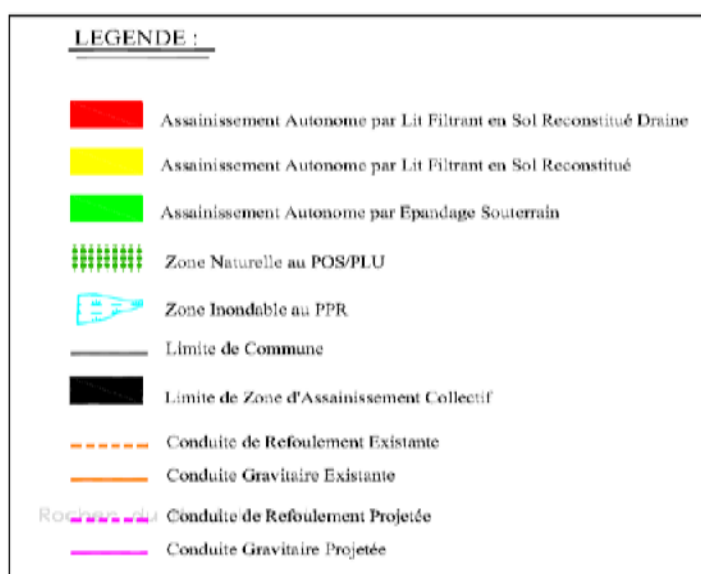 LEGENDE :
Assainissement Autonome par Lit Filtrant en Sol Reconstitué Draine
Assainissement Autonome par Lit Filtrant en Sol Reconstitué
Assainissement Autonome par Epandage Souterrain
Zone Naturelle au POS/PLU
Zone Inondable au PPR
Limite de Commune
Limite de Zone d'Assainissement Collectif
Conduite de Refoulement Existante
Conduite Gravitaire Existante
du Conduite de Refoulement Projetée
Conduite Gravitaire Projetée